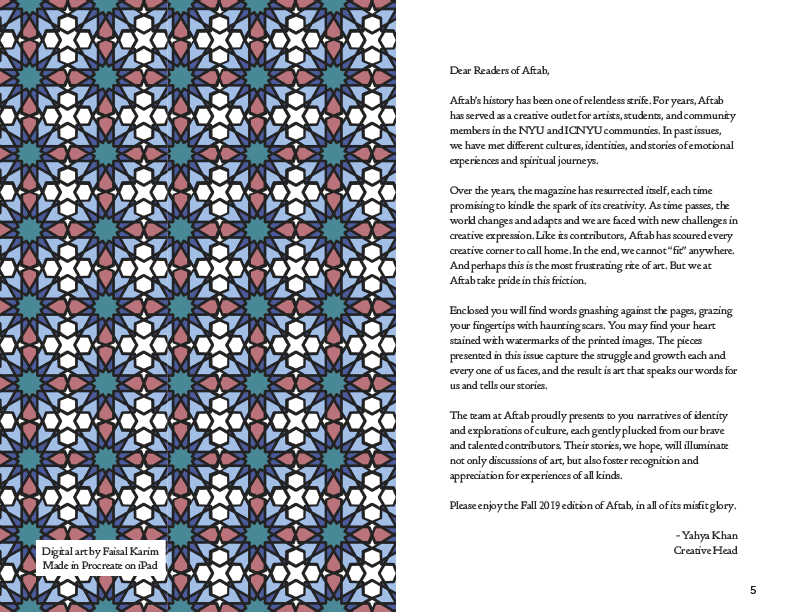 Digital art by Faisal Karim
Made in Procreate on iPad
Dear Readers of Aftab,
Aftab's history has been one of relentless strife. For years, Aftab
has served as a creative outlet for artists, students, and community
members in the NYU and ICNYU communties. In past issues,
we have met different cultures, identities, and stories of emotional
experiences and spiritual journeys.
Over the years, the magazine has resurrected itself, each time
promising to kindle the spark of its creativity. As time passes, the
world changes and adapts and we are faced with new challenges in
creative expression. Like its contributors, Aftab has scoured every
creative corner to call home. In the end, we cannot “fit” anywhere.
And perhaps this is the most frustrating rite of art. But we at
Aftab take pride in this friction.
Enclosed you will find words gnashing against the pages, grazing
your fingertips with haunting scars. You may find your heart
stained with watermarks of the printed images. The pieces
presented in this issue capture the struggle and growth each and
every one of us faces, and the result is art that speaks our words for
us and tells our stories.
The team at Aftab proudly presents to you narratives of identity
and explorations of culture, each gently plucked from our brave
and talented contributors. Their stories, we hope, will illuminate
not only discussions of art, but also foster recognition and
appreciation for experiences of all kinds.
Please enjoy the Fall 2019 edition of Aftab, in all of its misfit glory.
- Yahya Khan
Creative Head
5